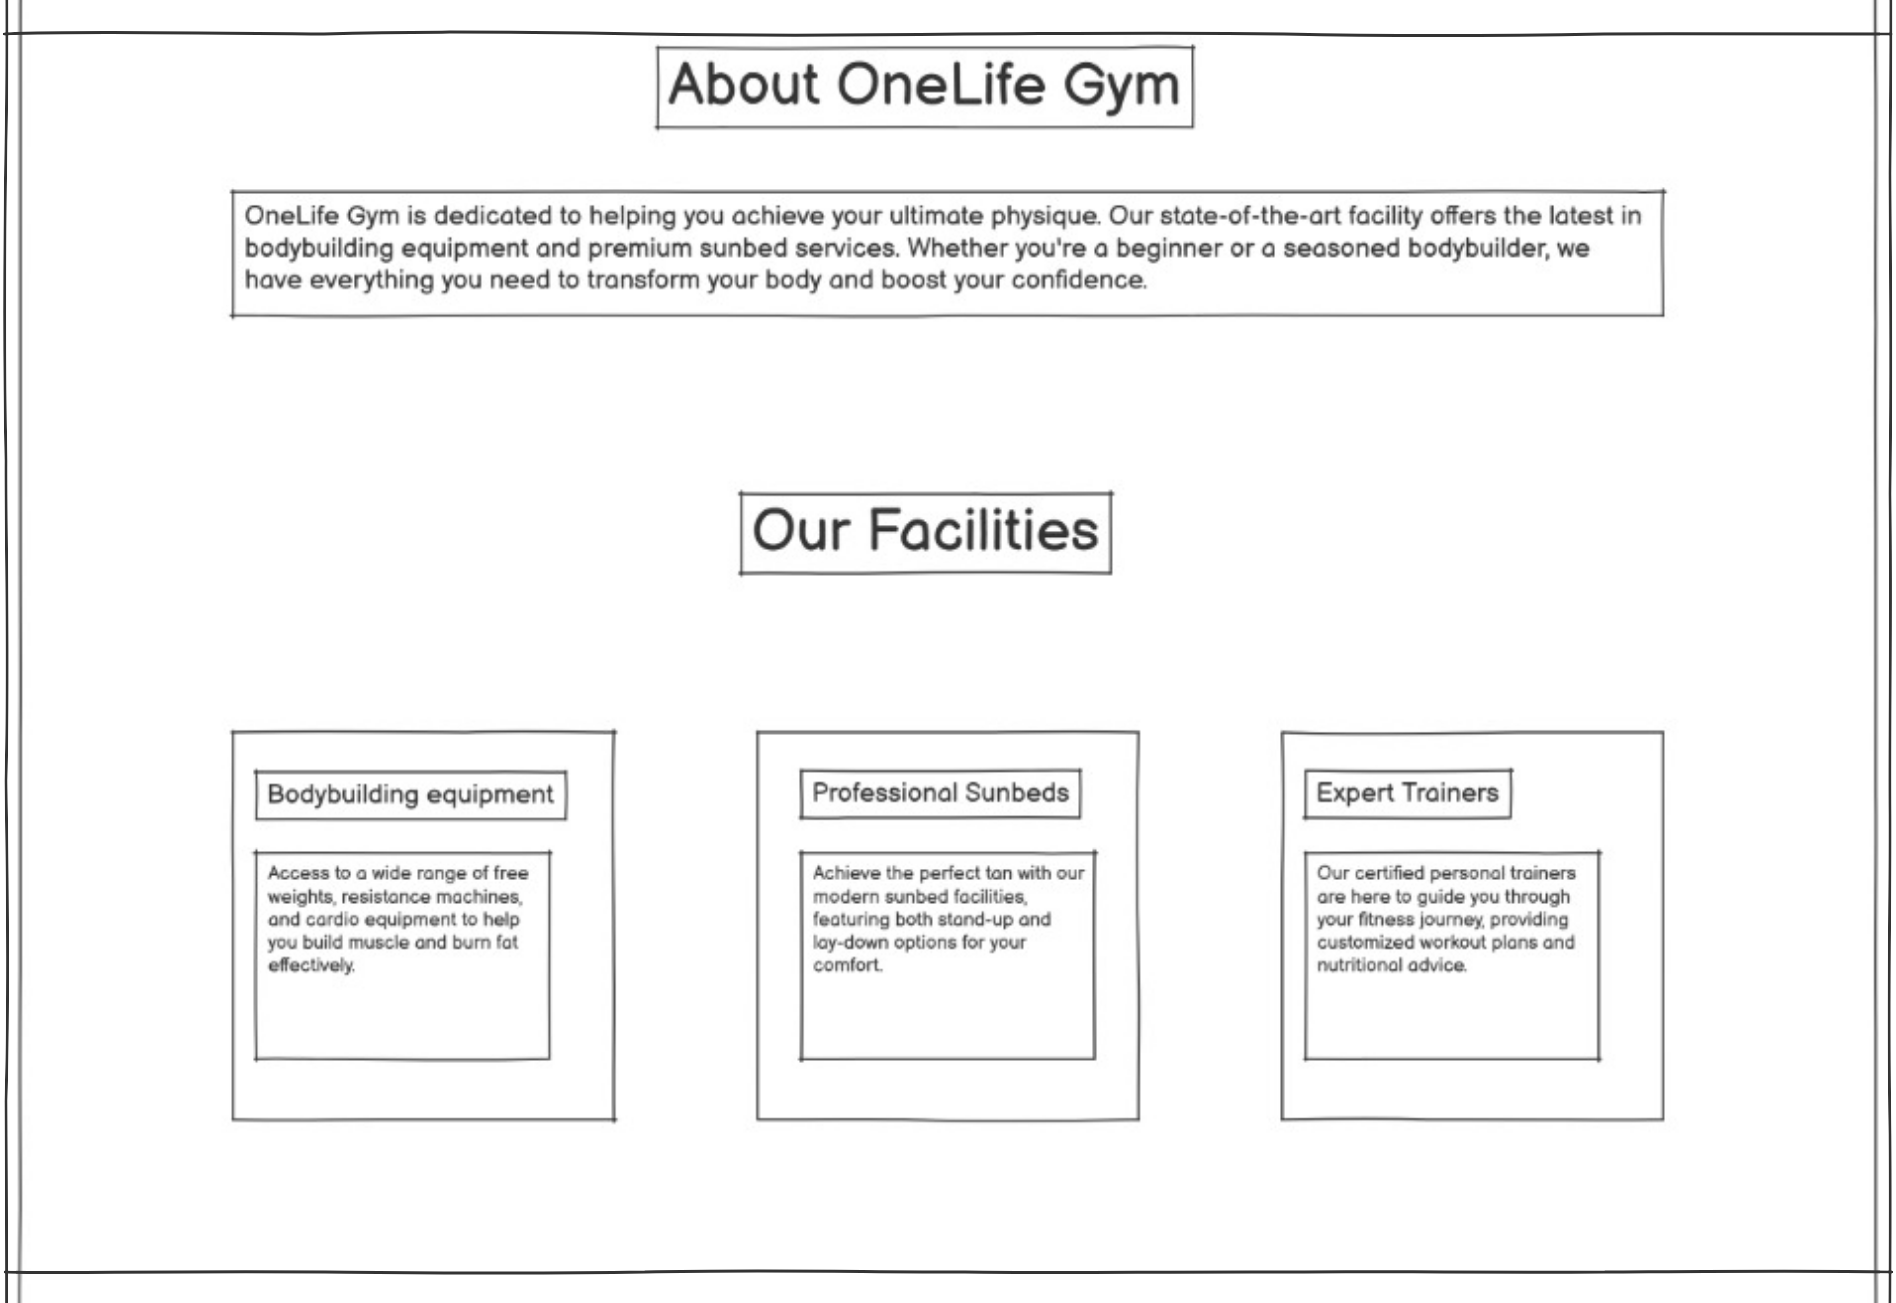 About OneLife Gym
OneLife Gym is dedicated to helping you achieve your ultimate physique. Our state-of-the-art facility offers the latest in
bodybuilding equipment and premium sunbed services. Whether you're a beginner or a seasoned bodybuilder, we
have everything you need to transform your body and boost your confidence.
Our Facilities
Bodybuilding equipment
Access to a wide range of free
weights, resistance machines,
and cardio equipment to help
you build muscle and burn fat
effectively.
Professional Sunbeds
Achieve the perfect tan with our
modern sunbed facilities,
featuring both stand-up and
lay-down options for your
comfort.
Expert Trainers
Our certified personal trainers
are here to guide you through
your fitness journey, providing
customized workout plans and
nutritional advice.